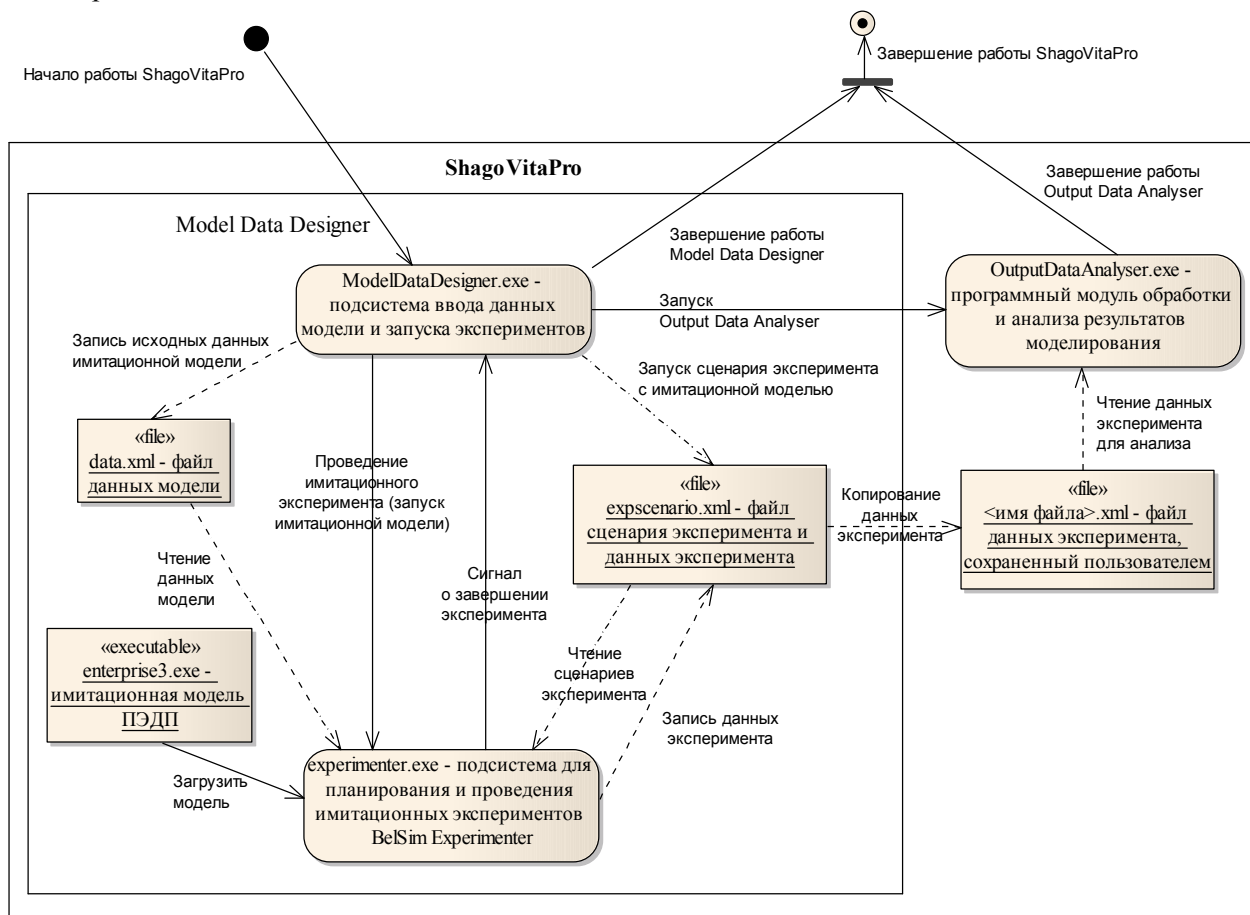 Начало работы ShagoVitaPro
Завершение работы ShagoVitaPro
ShagoVitaPro
Завершение работы
Output Data Analyser
Model Data Designer
Завершение работы
Model Data Designer
ModelDataDesigner.exe -
подсистема ввода данных
модели и запуска экспериментов
OutputDataAnalyser.exe -
программный модуль обработки
и анализа результатов
моделирования
Запуск
Output Data Analyser
Запись исходных данных
имитационной модели
Запуск сценария эксперимента
с имитационной моделью
Чтение данных
эксперимента
для анализа
«file»
data.xml - файл
данных модели
Проведение
имитационного
эксперимента (запуск
имитационной модели)
«file»
expscenario.xml - файл
сценария эксперимента и
данных эксперимента
Копирование
данных
эксперимента
«file»
<имя файла>.xml - файл
данных эксперимента,
сохраненный пользователем
Чтение
данных
модели
Сигнал
о завершении
эксперимента
«executable»
enterprise3.exe -
имитационная модель
ПЭДП
Чтение
сценариев
эксперимента
Запись данных
эксперимента
Загрузить
модель
experimenter.exe - подсистема для
планирования и проведения
имитационных экспериментов
BelSim Experimenter